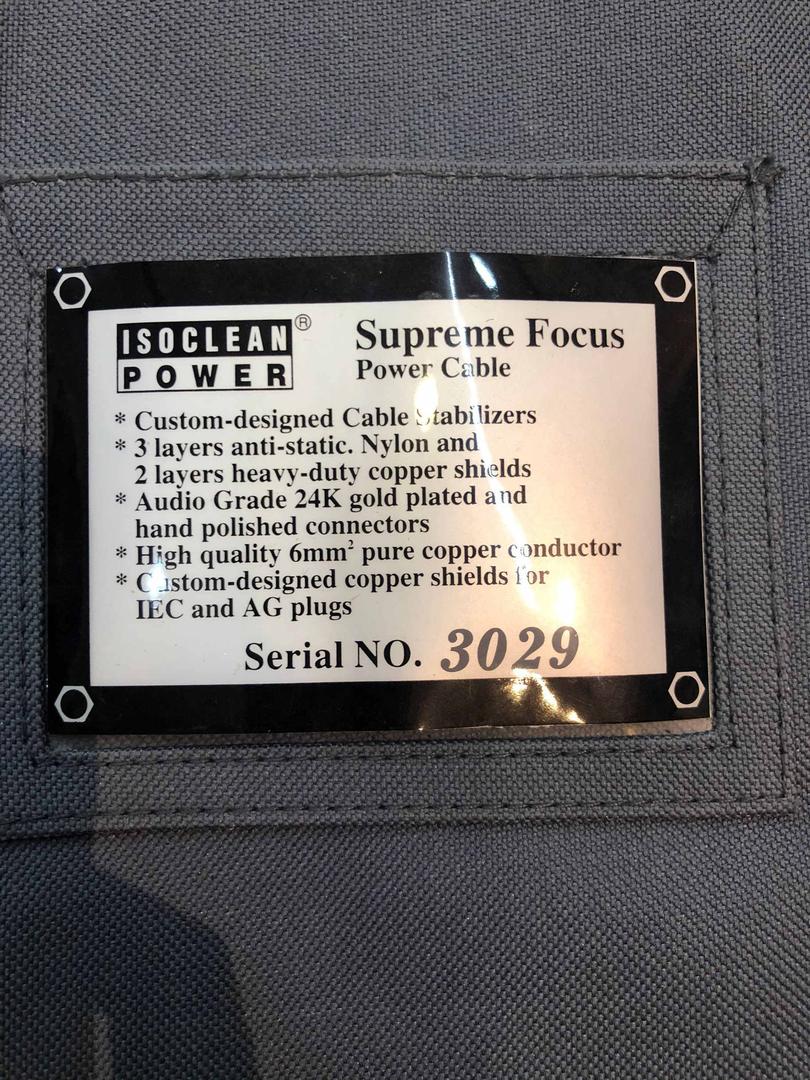 ISOCLEAN®
POWER
Supreme Focus
Power Cable
* Custom-designed Cable Stabilizers
* 3 layers anti-static. Nylon and
2 layers heavy-duty copper shields
* Audio Grade 24K gold plated and
hand polished connectors
* High quality 6mm² pure copper conductor
* Custom-designed copper shields for
IEC and AG plugs
Serial NO. 3029